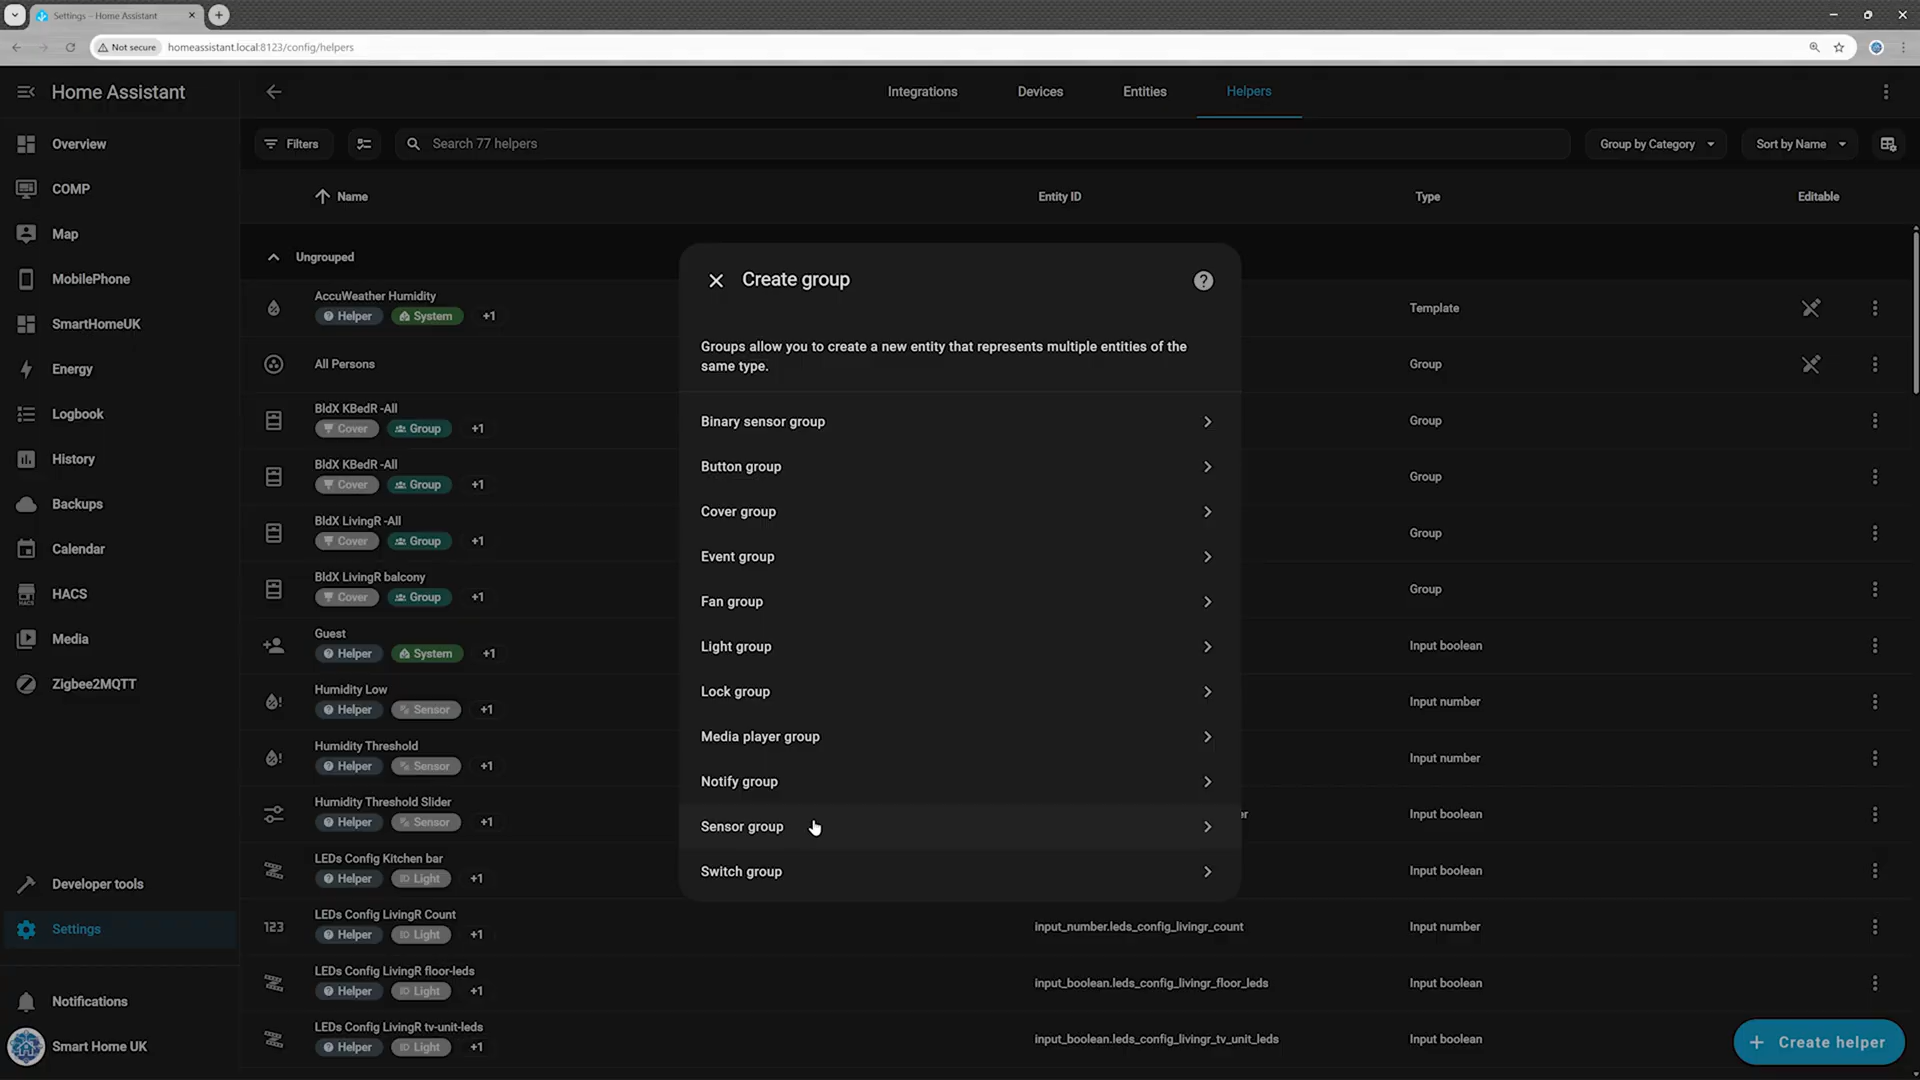 Settings – Home Assistant
Not secure
homeassistant.local:8123/config/helpers
Home Assistant
Integrations
Devices
Entities
Helpers
Overview
COMP
Map
MobilePhone
SmartHomeUK
Energy
Logbook
History
Backups
Calendar
HACS
Media
Zigbee2MQTT
Developer tools
Settings
Notifications
Smart Home UK
Filters
Search 77 helpers
Group by Category
Sort by Name
Name
Entity ID
Type
Editable
Ungrouped
AccuWeather Humidity
Helper System +1
Template
All Persons
Group
BldX KBedR -All
Cover Group +1
Group
BldX KBedR -All
Cover Group +1
Group
BldX LivingR -All
Cover Group +1
Group
BldX LivingR balcony
Cover Group +1
Group
Guest
Helper System +1
Input boolean
Humidity Low
Helper Sensor +1
Input number
Humidity Threshold
Helper Sensor +1
Input number
Humidity Threshold Slider
Helper Sensor +1
er
Input boolean
LEDs Config Kitchen bar
Helper Light +1
Input boolean
LEDs Config LivingR Count
123
Helper Light +1
input_number.leds_config_livingr_count
Input number
LEDs Config LivingR floor-leds
Helper Light +1
input_boolean.leds_config_livingr_floor_leds
Input boolean
LEDs Config LivingR tv-unit-leds
Helper Light +1
input_boolean.leds_config_livingr_tv_unit_leds
Input boolean
Create group
Groups allow you to create a new entity that represents multiple entities of the
same type.
Binary sensor group
Button group
Cover group
Event group
Fan group
Light group
Lock group
Media player group
Notify group
Sensor group
Switch group
Create helper